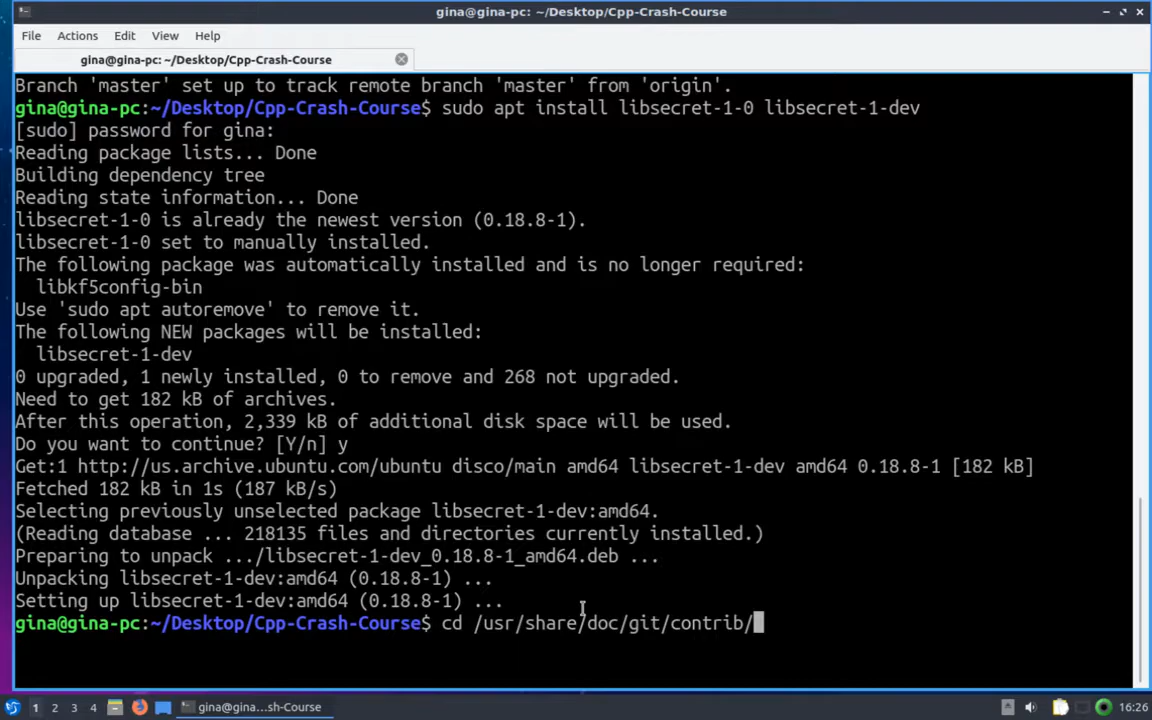 gina@gina-pc: ~/Desktop/Cpp-Crash-Course
File Actions Edit View Help
gina@gina-pc: ~/Desktop/Cpp-Crash-Course
Branch 'master' set up to track remote branch 'master' from 'origin'.
gina@gina-pc:~/Desktop/Cpp-Crash-Course$ sudo apt install libsecret-1-0 libsecret-1-dev
[sudo] password for gina:
Reading package lists... Done
Building dependency tree
Reading state information... Done
libsecret-1-0 is already the newest version (0.18.8-1).
libsecret-1-0 set to manually installed.
The following package was automatically installed and is no longer required:
  libkf5config-bin
Use 'sudo apt autoremove' to remove it.
The following NEW packages will be installed:
  libsecret-1-dev
0 upgraded, 1 newly installed, 0 to remove and 268 not upgraded.
Need to get 182 kB of archives.
After this operation, 2,339 kB of additional disk space will be used.
Do you want to continue? [Y/n] y
Get:1 http://us.archive.ubuntu.com/ubuntu disco/main amd64 libsecret-1-dev amd64 0.18.8-1 [182 kB]
Fetched 182 kB in 1s (187 kB/s)
Selecting previously unselected package libsecret-1-dev:amd64.
(Reading database ... 218135 files and directories currently installed.)
Preparing to unpack .../libsecret-1-dev_0.18.8-1_amd64.deb ...
Unpacking libsecret-1-dev:amd64 (0.18.8-1) ...
Setting up libsecret-1-dev:amd64 (0.18.8-1) ...
gina@gina-pc:~/Desktop/Cpp-Crash-Course$ cd /usr/share/doc/git/contrib/
1 2 3 4 gina@gina...sh-Course 16:26